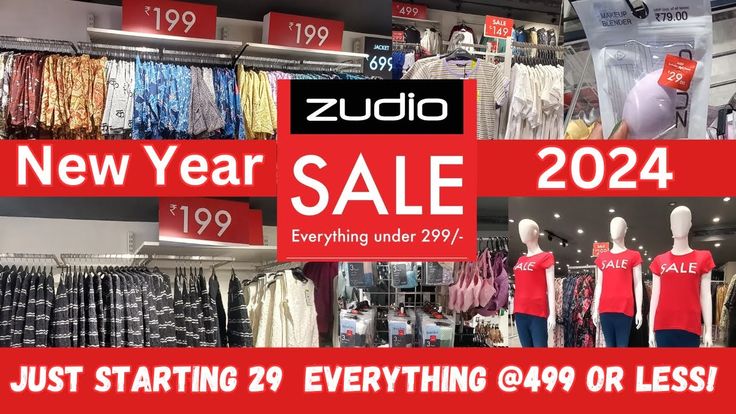 ₹199
₹199
JACKET
₹699
₹499
SALE
₹149
MAKEUP
BLENDER
₹79.00
₹29
zudio
New Year
SALE
2024
Everything under 299/-
₹199
SALE
SALE
SALE
SALE
JUST STARTING 29 EVERYTHING @499 OR LESS!